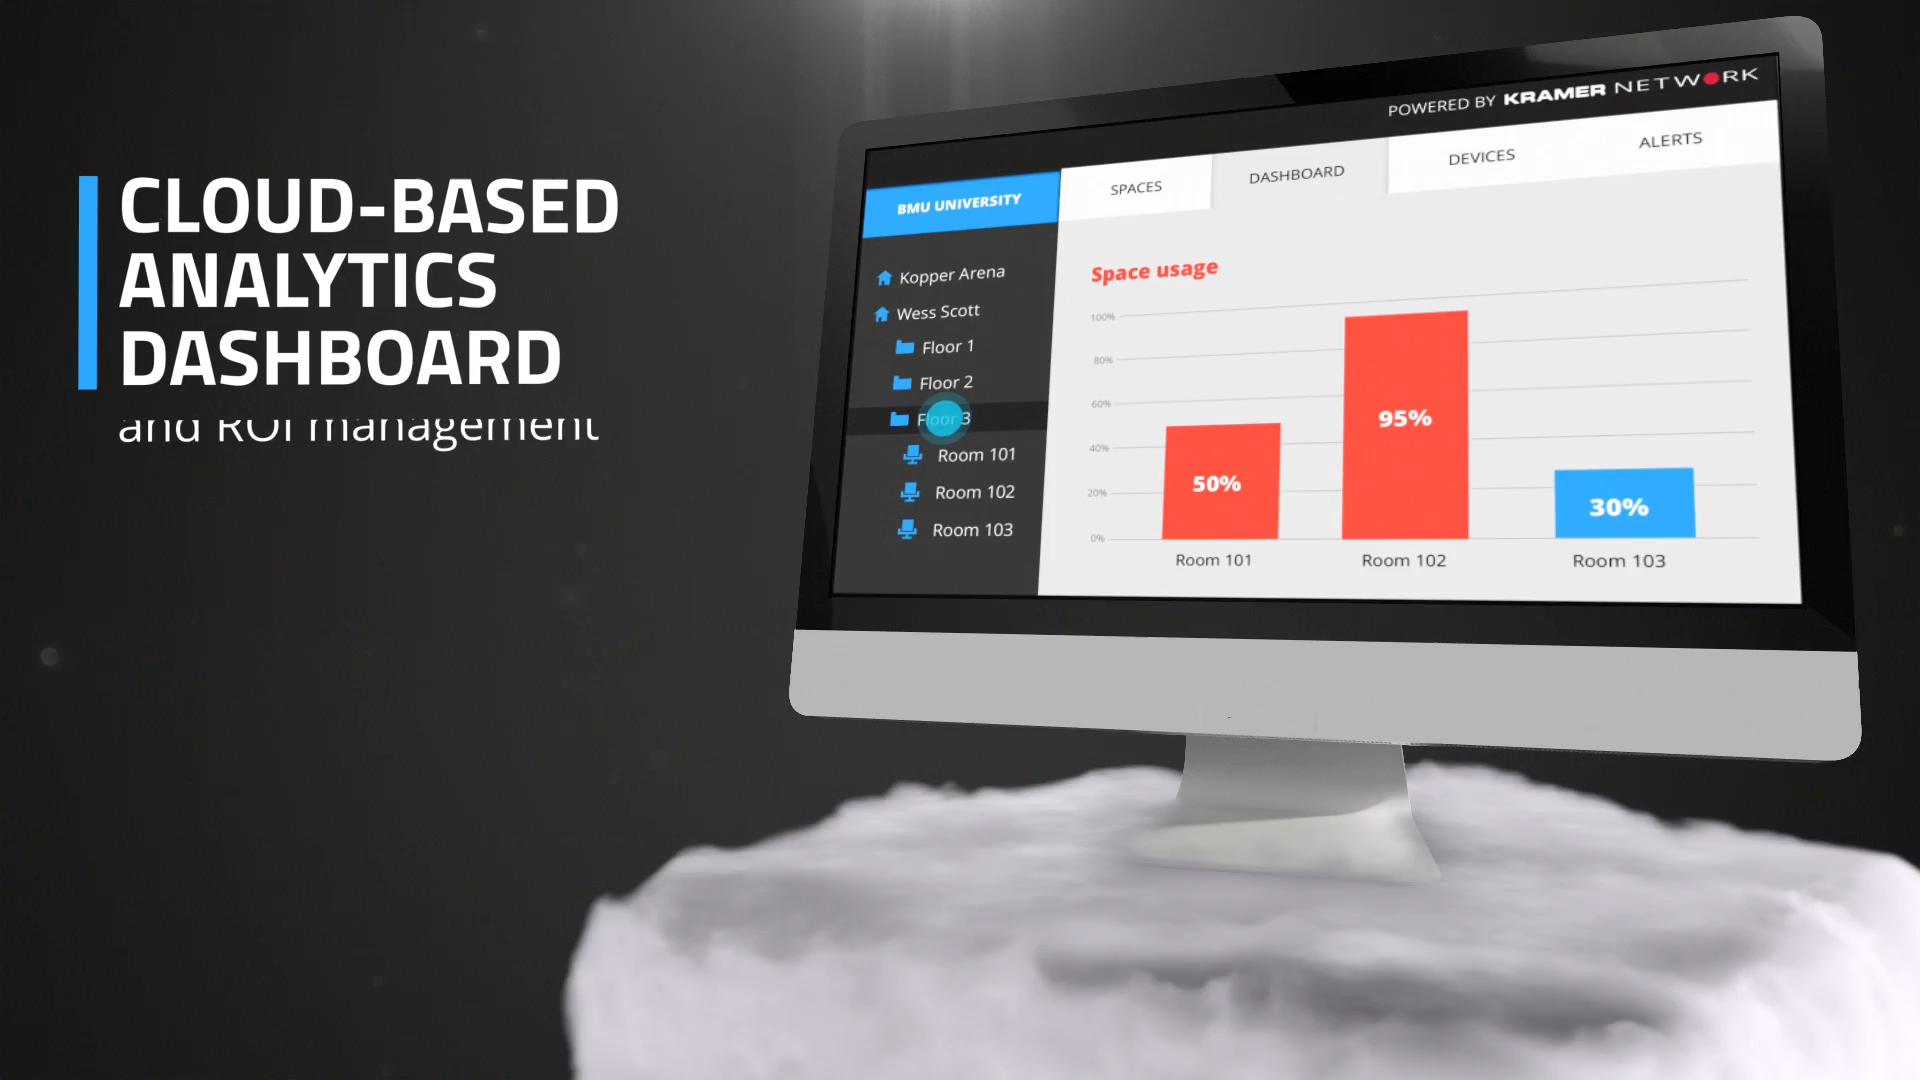 CLOUD-BASED
ANALYTICS
DASHBOARD
and ROI management
POWERED BY KRAMER NETWORK
BMU UNIVERSITY
SPACES
DASHBOARD
DEVICES
ALERTS
Kopper Arena
Wess Scott
Floor 1
Floor 2
Floor 3
Room 101
Room 102
Room 103
Space usage
100%
80%
60%
40%
20%
0%
50%
95%
30%
Room 101
Room 102
Room 103